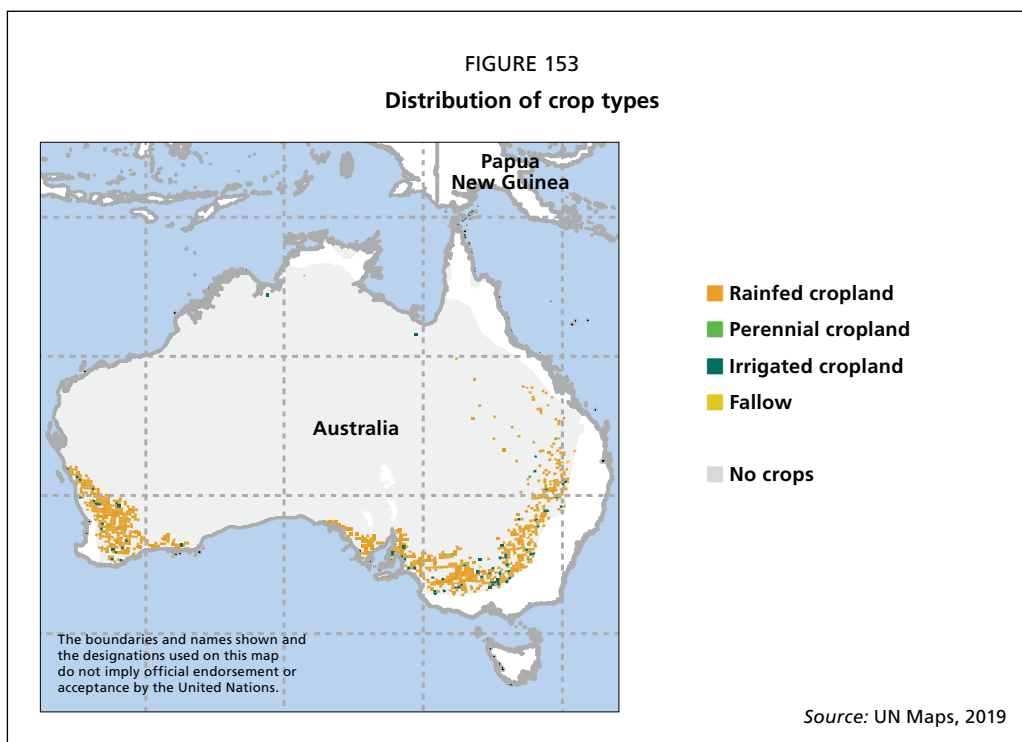 FIGURE 153
Distribution of crop types
Papua
New Guinea
Australia
Rainfed cropland
Perennial cropland
Irrigated cropland
Fallow
No crops
The boundaries and names shown and
the designations used on this map
do not imply official endorsement or
acceptance by the United Nations.
Source: UN Maps, 2019